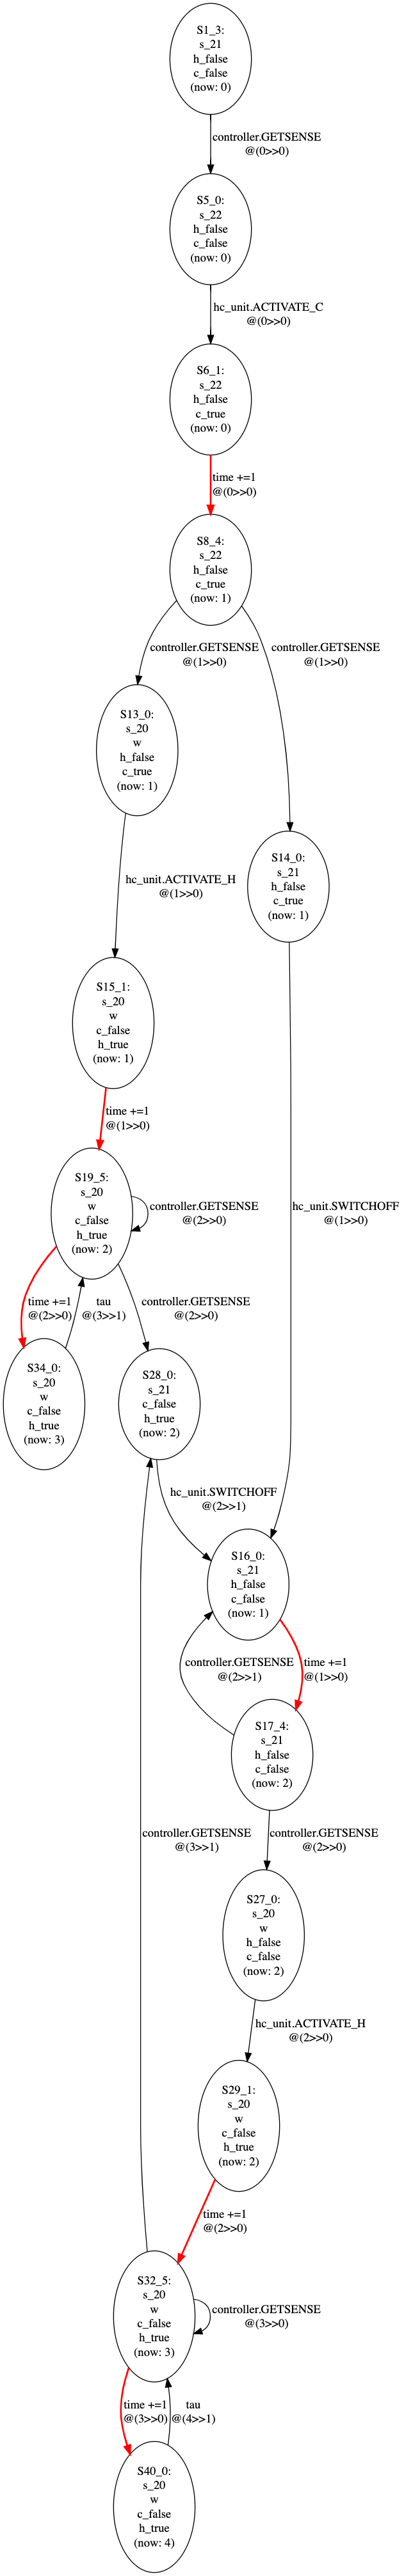 S1_3:
s_21
h_false
c_false
(now: 0)
controller.GETSENSE
@(0>>0)
S5_0:
s_22
h_false
c_false
(now: 0)
hc_unit.ACTIVATE_C
@(0>>0)
S6_1:
s_22
h_false
c_true
(now: 0)
time +=1
@(0>>0)
S8_4:
s_22
h_false
c_true
(now: 1)
controller.GETSENSE
@(1>>0)
controller.GETSENSE
@(1>>0)
S13_0:
s_20
w
h_false
c_true
(now: 1)
S14_0:
s_21
h_false
c_true
(now: 1)
hc_unit.ACTIVATE_H
@(1>>0)
S15_1:
s_20
w
c_false
h_true
(now: 1)
time +=1
@(1>>0)
S19_5:
s_20
w
c_false
h_true
(now: 2)
controller.GETSENSE
@(2>>0)
hc_unit.SWITCHOFF
@(1>>0)
time +=1
@(2>>0)
tau
@(3>>1)
controller.GETSENSE
@(2>>0)
S34_0:
s_20
w
c_false
h_true
(now: 3)
S28_0:
s_21
c_false
h_true
(now: 2)
hc_unit.SWITCHOFF
@(2>>1)
S16_0:
s_21
h_false
c_false
(now: 1)
controller.GETSENSE
@(2>>1)
time +=1
@(1>>0)
S17_4:
s_21
h_false
c_false
(now: 2)
controller.GETSENSE
@(3>>1)
controller.GETSENSE
@(2>>0)
S27_0:
s_20
w
h_false
c_false
(now: 2)
hc_unit.ACTIVATE_H
@(2>>0)
S29_1:
s_20
w
c_false
h_true
(now: 2)
time +=1
@(2>>0)
S32_5:
s_20
w
c_false
h_true
(now: 3)
controller.GETSENSE
@(3>>0)
time +=1
@(3>>0)
tau
@(4>>1)
S40_0:
s_20
w
c_false
h_true
(now: 4)